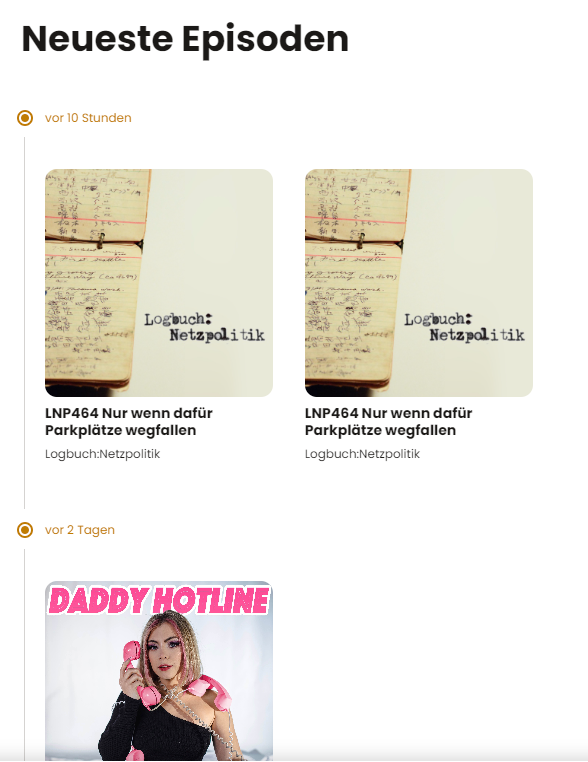 Neueste Episoden
vor 10 Stunden
Logbuch:
Netzpolitik
Logbuch:
Netzpolitik
LNP464 Nur wenn dafür
Parkplätze wegfallen
Logbuch:Netzpolitik
LNP464 Nur wenn dafür
Parkplätze wegfallen
Logbuch:Netzpolitik
vor 2 Tagen
DADDY HOTLINE